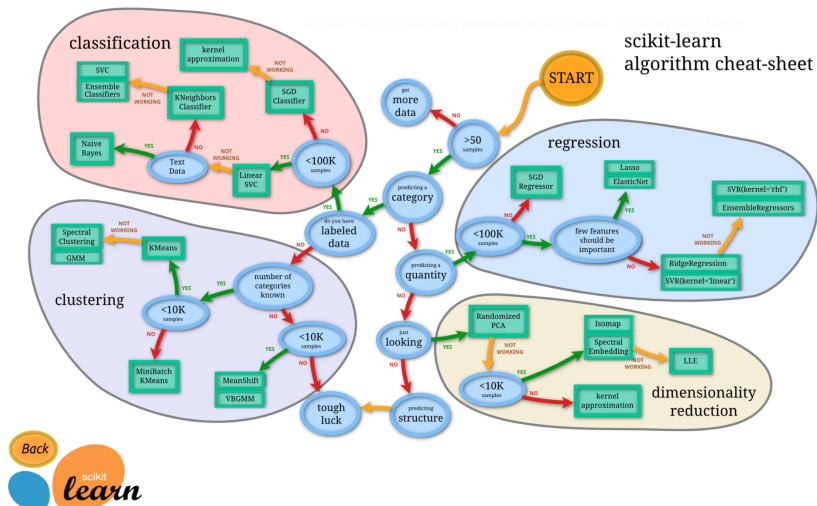 scikit-learn
algorithm cheat-sheet
START
classification
kernel
approximation
NOT
WORKING
SVC
Ensemble
Classifiers
NOT
WORKING
KNeighbors
Classifier
SGD
Classifier
NO
NO
Naive
Bayes
YES
Text
Data
NOT
WORKING
Linear
SVC
YES
<100K
samples
YES
get
more
data
NO
>50
samples
YES
predicting a
category
YES
do you have
labeled
data
NO
NO
regression
SGD
Regressor
NO
Lasso
ElasticNet
YES
SVR(kernel='rbf')
EnsembleRegressors
NOT
WORKING
<100K
samples
YES
few features
should be
important
NO
RidgeRegression
SVR(kernel='linear')
predicting a
quantity
YES
NO
clustering
Spectral
Clustering
GMM
NOT
WORKING
KMeans
YES
<10K
samples
YES
number of
categories
known
NO
NO
MiniBatch
KMeans
<10K
samples
YES
NO
MeanShift
VBGMM
tough
luck
just
looking
YES
NO
predicting
structure
dimensionality
reduction
Randomized
PCA
NOT
WORKING
<10K
samples
YES
NO
Isomap
Spectral
Embedding
NOT
WORKING
LLE
kernel
approximation
Back
scikit
learn